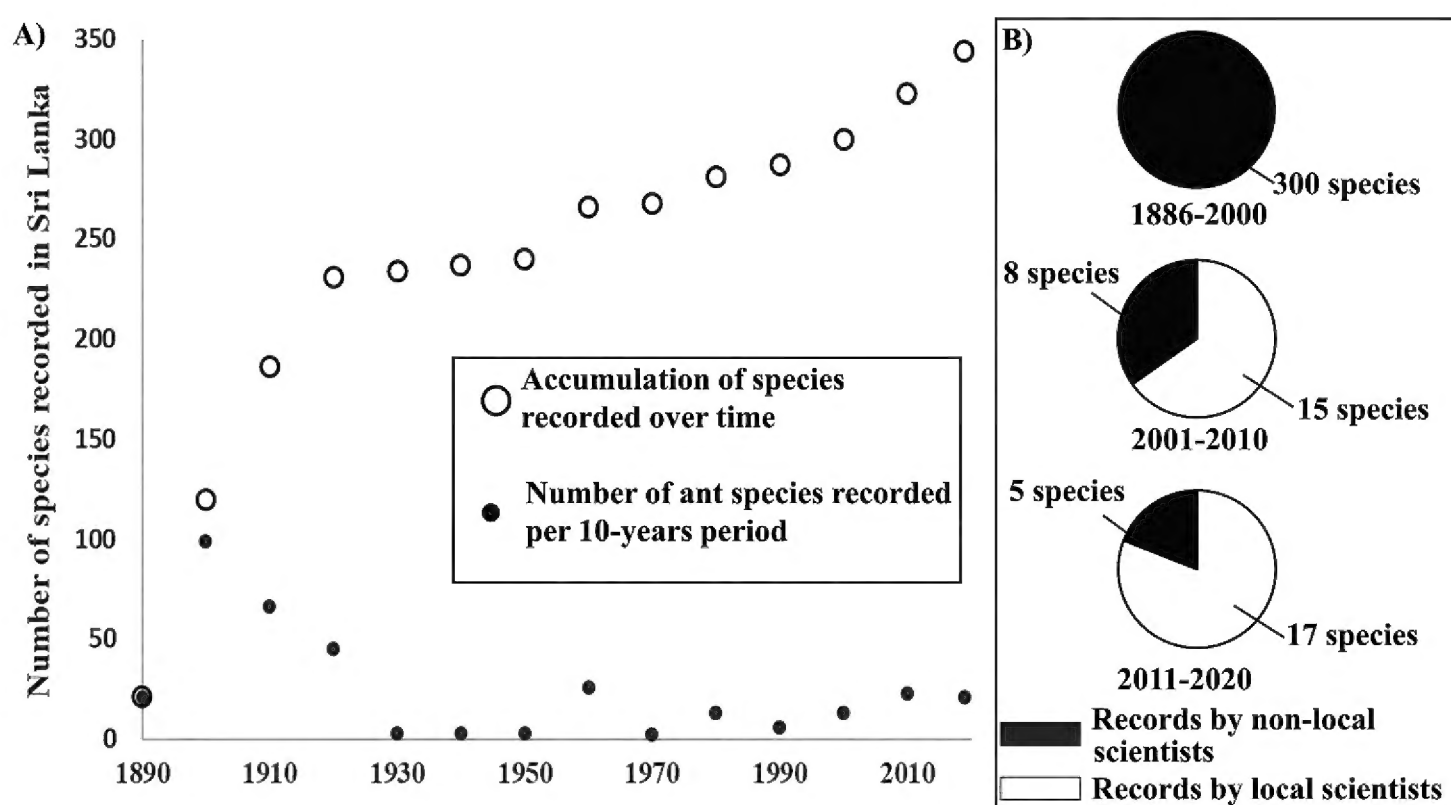 A)
Number of species recorded in Sri Lanka
350
300
250
200
150
100
50
0
1890
1910
1930
1950
1970
1990
2010
Accumulation of species
recorded over time
Number of ant species recorded
per 10-years period
B)
300 species
1886-2000
8 species
15 species
2001-2010
5 species
17 species
2011-2020
Records by non-local
scientists
Records by local scientists